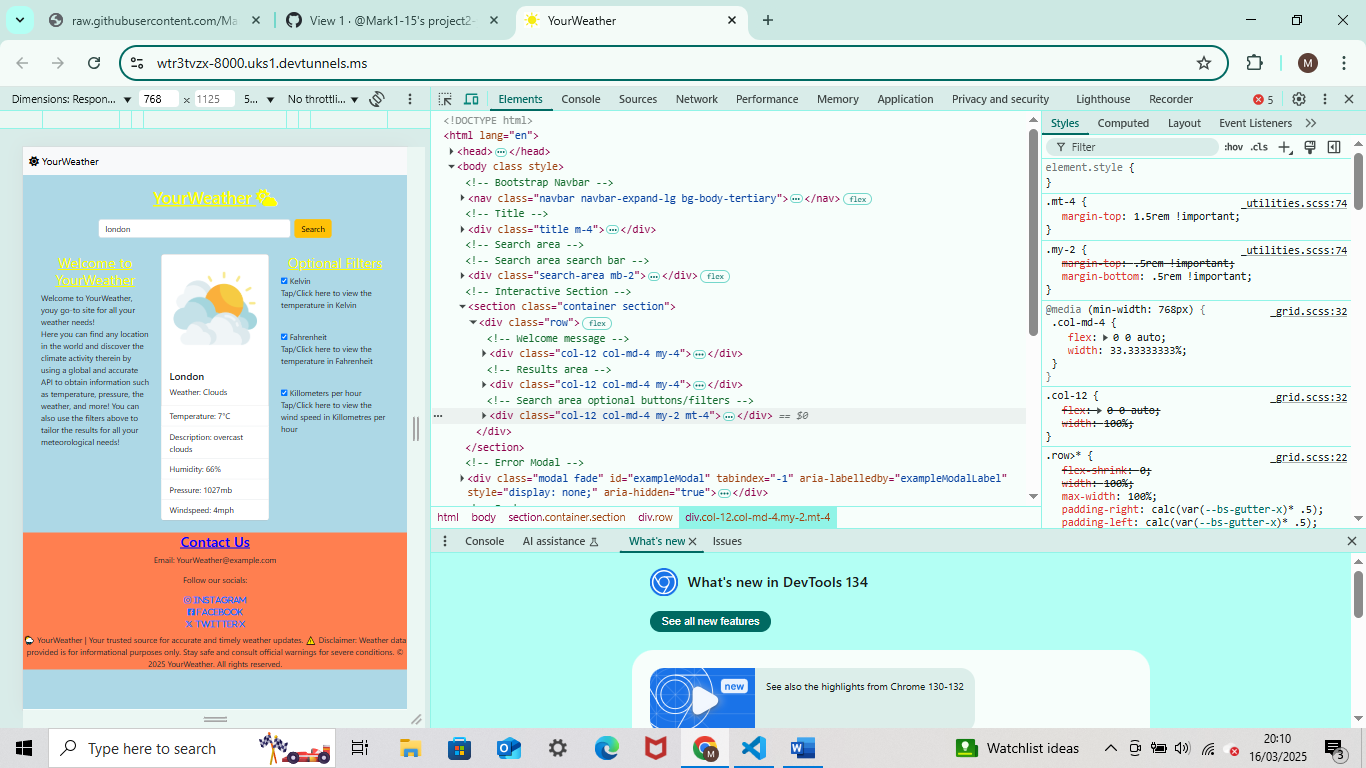 raw.githubusercontent.com/Ma
View 1 · @Mark1-15's project2-
YourWeather
wtr3tvzx-8000.uks1.devtunnels.ms
M
Dimensions: Respon... 768 × 1125 5... No throttli...
Elements Console Sources Network Performance Memory Application Privacy and security Lighthouse Recorder 5
YourWeather
YourWeather
london Search
Welcome to
YourWeather
Welcome to YourWeather,
youy go-to site for all your
weather needs!
Here you can find any location
in the world and discover the
climate activity therein by
using a global and accurate
API to obtain information such
as temperature, pressure, the
weather, and more! You can
also use the filters above to
tailor the results for all your
meteorological needs!
London
Weather: Clouds
Temperature: 7°C
Description: overcast
clouds
Humidity: 66%
Pressure: 1027mb
Windspeed: 4mph
Optional Filters
Kelvin
Tap/Click here to view the
temperature in Kelvin
Fahrenheit
Tap/Click here to view the
temperature in Fahrenheit
Killometers per hour
Tap/Click here to view the
wind speed in Killometres per
hour
Contact Us
Email: YourWeather@example.com
Follow our socials:
INSTAGRAM
FACEBOOK
TWITTER-X
YourWeather | Your trusted source for accurate and timely weather updates. ⚠ Disclaimer: Weather data
provided is for informational purposes only. Stay safe and consult official warnings for severe conditions. ©
2025 YourWeather. All rights reserved.
<!DOCTYPE html>
<html lang="en">
<head>…</head>
<body class style>
<!-- Bootstrap Navbar -->
<nav class="navbar navbar-expand-lg bg-body-tertiary">…</nav> flex
<!-- Title -->
<div class="title m-4">…</div>
<!-- Search area -->
<!-- Search area search bar -->
<div class="search-area mb-2">…</div> flex
<!-- Interactive Section -->
<section class="container section">
<div class="row"> flex
<!-- Welcome message -->
<div class="col-12 col-md-4 my-4">…</div>
<!-- Results area -->
<div class="col-12 col-md-4 my-4">…</div>
<!-- Search area optional buttons/filters -->
<div class="col-12 col-md-4 my-2 mt-4">…</div> == $0
</div>
</section>
<!-- Error Modal -->
<div class="modal fade" id="exampleModal" tabindex="-1" aria-labelledby="exampleModalLabel"
style="display: none;" aria-hidden="true">…</div>
html body section.container.section div.row div.col-12.col-md-4.my-2.mt-4
Styles Computed Layout Event Listeners
Filter :hov .cls
element.style {
}
.mt-4 { _utilities.scss:74
margin-top: 1.5rem !important;
}
.my-2 { _utilities.scss:74
margin-top: .5rem !important;
margin-bottom: .5rem !important;
}
@media (min-width: 768px) { _grid.scss:32
.col-md-4 {
flex: 0 0 auto;
width: 33.33333333%;
}
}
.col-12 { _grid.scss:32
flex: 0 0 auto;
width: 100%;
}
.row>* { _grid.scss:22
flex-shrink: 0;
width: 100%;
max-width: 100%;
padding-right: calc(var(--bs-gutter-x)* .5);
padding-left: calc(var(--bs-gutter-x)* .5);
Console AI assistance What's new Issues
What's new in DevTools 134
See all new features
new
See also the highlights from Chrome 130-132
Type here to search
M
W
Watchlist ideas
20:10
16/03/2025
3